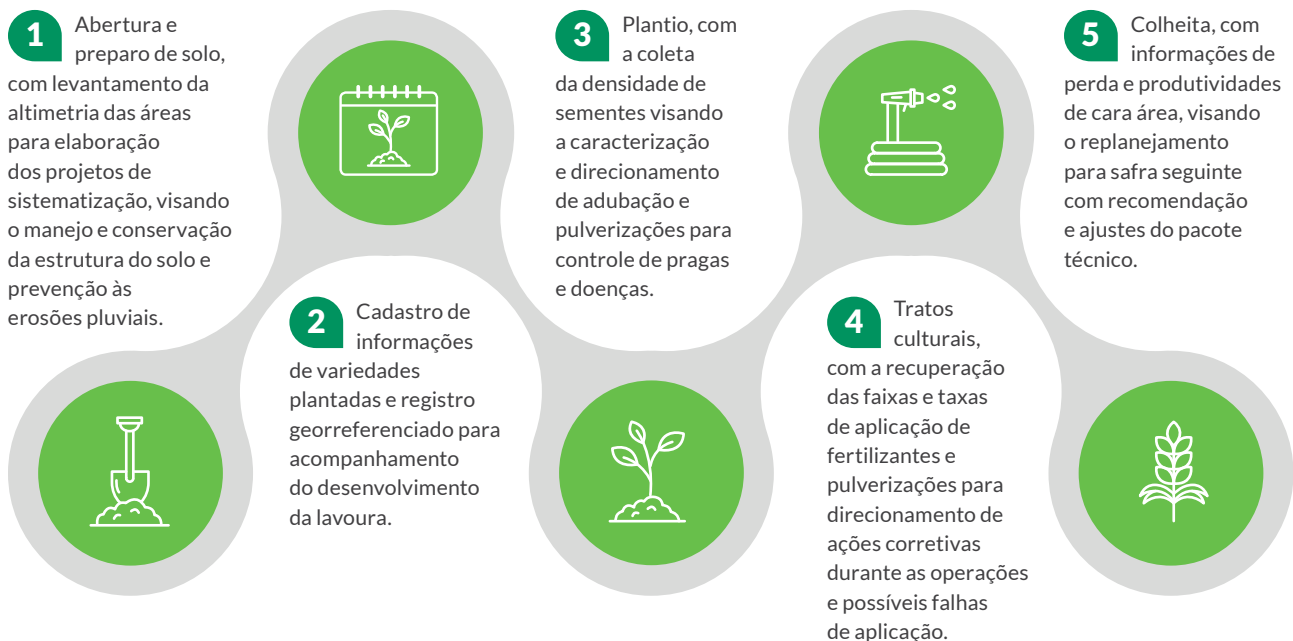 1 Abertura e
preparo de solo,
com levantamento da
altimetria das áreas
para elaboração
dos projetos de
sistematização, visando
o manejo e conservação
da estrutura do solo e
prevenção às
erosões pluviais.
2 Cadastro de
informações
de variedades
plantadas e registro
georreferenciado para
acompanhamento
do desenvolvimento
da lavoura.
3 Plantio, com
a coleta
da densidade de
sementes visando
a caracterização
e direcionamento
de adubação e
pulverizações para
controle de pragas
e doenças.
4 Tratos
culturais,
com a recuperação
das faixas e taxas
de aplicação de
fertilizantes e
pulverizações para
direcionamento de
ações corretivas
durante as operações
e possíveis falhas
de aplicação.
5 Colheita, com
informações de
perda e produtividades
de cara área, visando
o replanejamento
para safra seguinte
com recomendação
e ajustes do pacote
técnico.